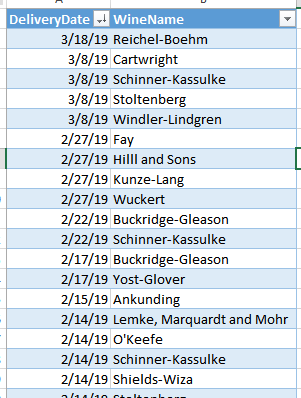 DeliveryDate WineName
3/18/19 Reichel-Boehm
3/8/19 Cartwright
3/8/19 Schinner-Kassulke
3/8/19 Stoltenberg
3/8/19 Windler-Lindgren
2/27/19 Fay
2/27/19 Hilll and Sons
2/27/19 Kunze-Lang
2/27/19 Wuckert
2/22/19 Buckridge-Gleason
2/22/19 Schinner-Kassulke
2/17/19 Buckridge-Gleason
2/17/19 Yost-Glover
2/15/19 Ankunding
2/14/19 Lemke, Marquardt and Mohr
2/14/19 O'Keefe
2/14/19 Schinner-Kassulke
2/14/19 Shields-Wiza